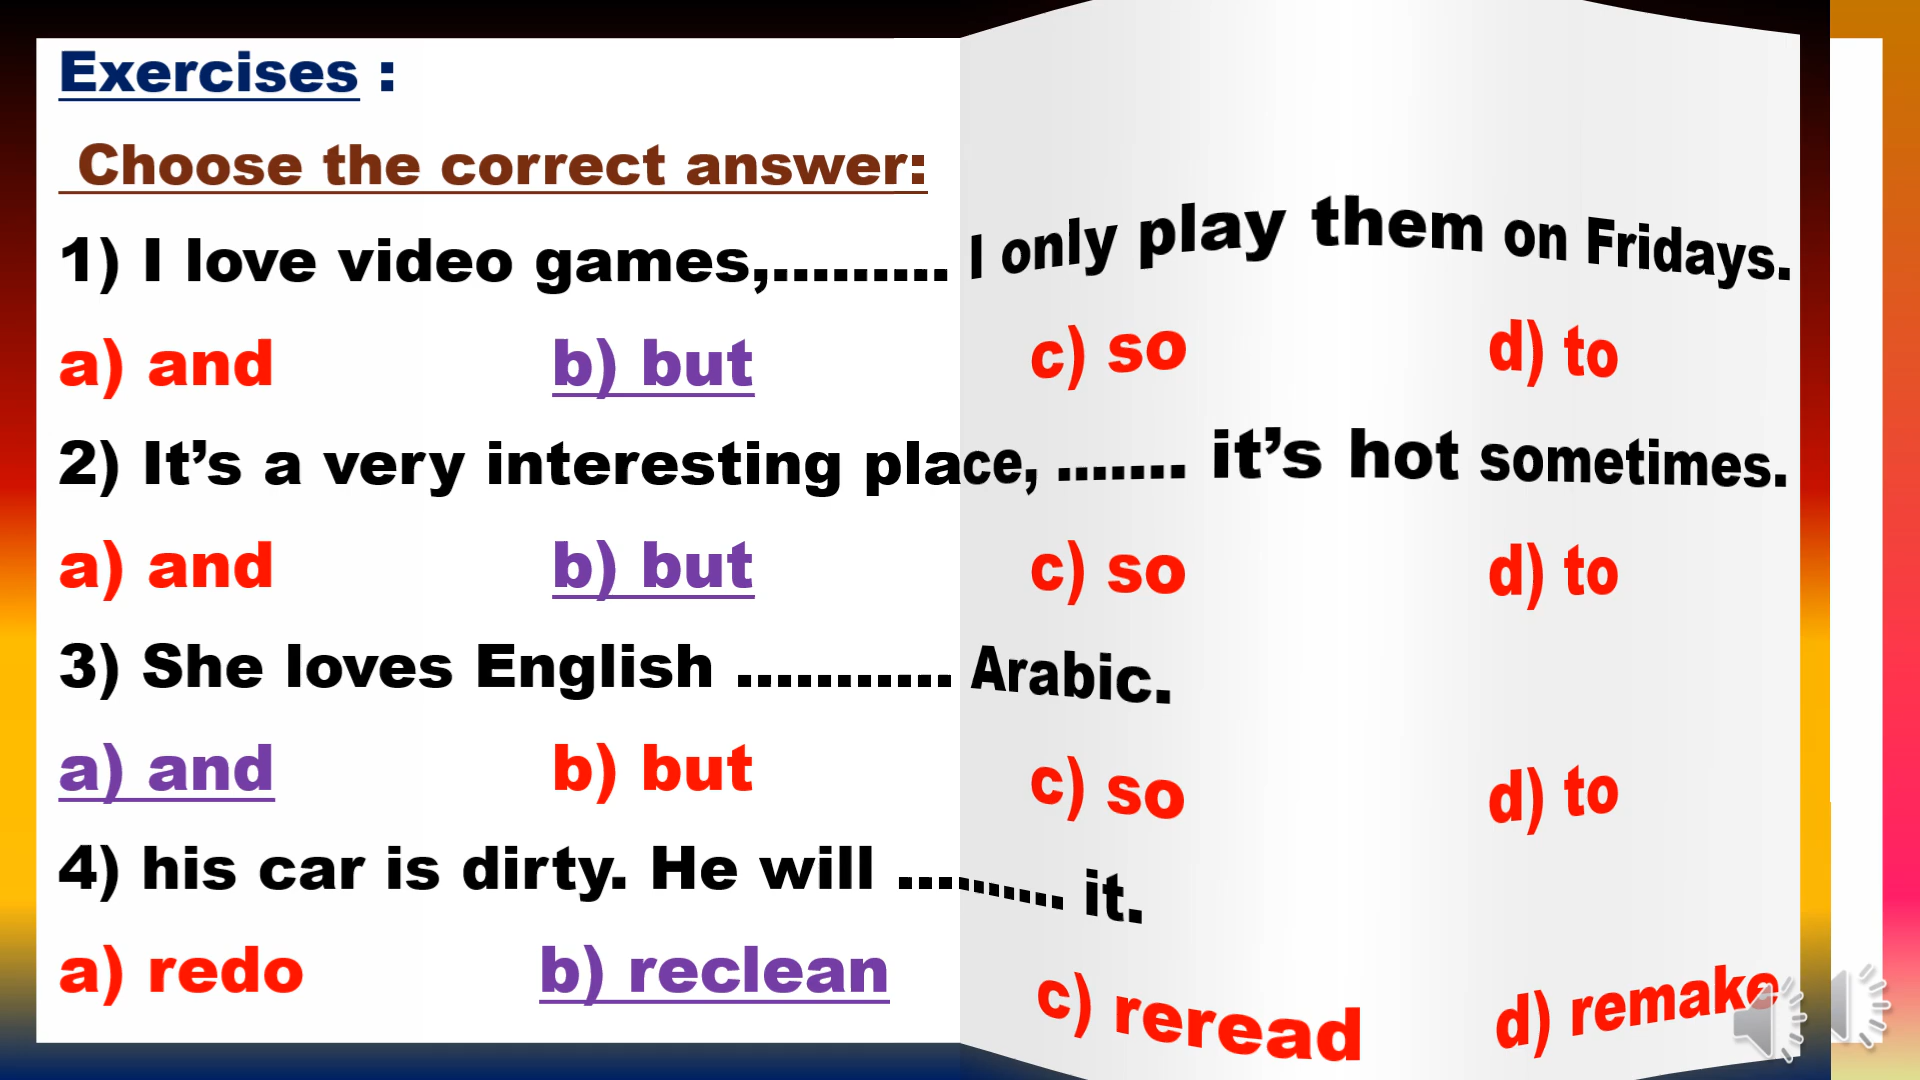 Exercises :
Choose the correct answer:
1) I love video games,......... I only play them on Fridays.
a) and b) but c) so d) to
2) It’s a very interesting place, ....... it’s hot sometimes.
a) and b) but c) so d) to
3) She loves English ........... Arabic.
a) and b) but c) so d) to
4) his car is dirty. He will .......... it.
a) redo b) reclean c) reread d) remake